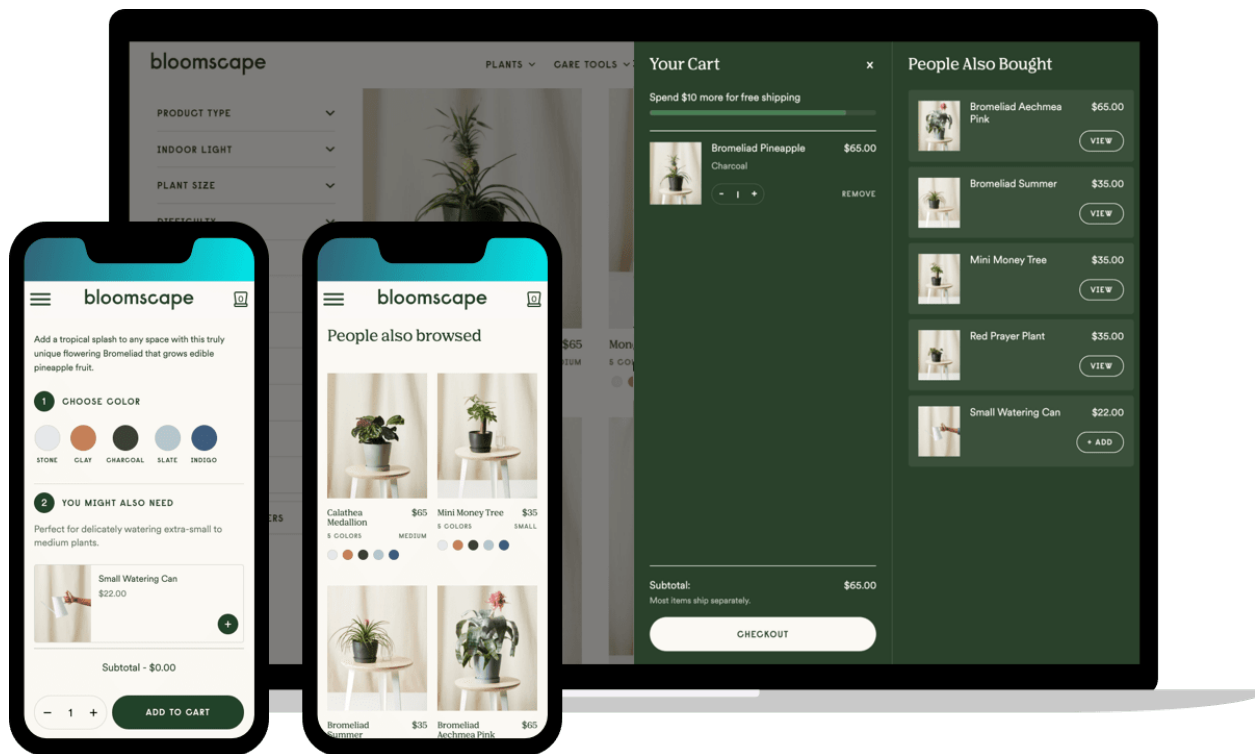 bloomscape
PLANTS
CARE TOOLS
PRODUCT TYPE
INDOOR LIGHT
PLANT SIZE
DIFFICULTY
$65
Your Cart
x
Spend $10 more for free shipping
Bromeliad Pineapple $65.00
Charcoal
- 1 + REMOVE
Subtotal: $65.00
Most items ship separately.
CHECKOUT
People Also Bought
Bromeliad Aechmea $65.00
Pink
VIEW
Bromeliad Summer $35.00
VIEW
Mini Money Tree $35.00
VIEW
Red Prayer Plant $35.00
VIEW
Small Watering Can $22.00
+ ADD
bloomscape 0
Add a tropical splash to any space with this truly
unique flowering Bromeliad that grows edible
pineapple fruit.
1 CHOOSE COLOR
STONE CLAY CHARCOAL SLATE INDIGO
2 YOU MIGHT ALSO NEED
Perfect for delicately watering extra-small to
medium plants.
Small Watering Can
$22.00
+
Subtotal - $0.00
− 1 + ADD TO CART
bloomscape 0
People also browsed
Calathea $65
Medallion
5 COLORS MEDIUM
Mini Money Tree $35
5 COLORS SMALL
Bromeliad $35
Summer
Bromeliad $65
Aechmea Pink